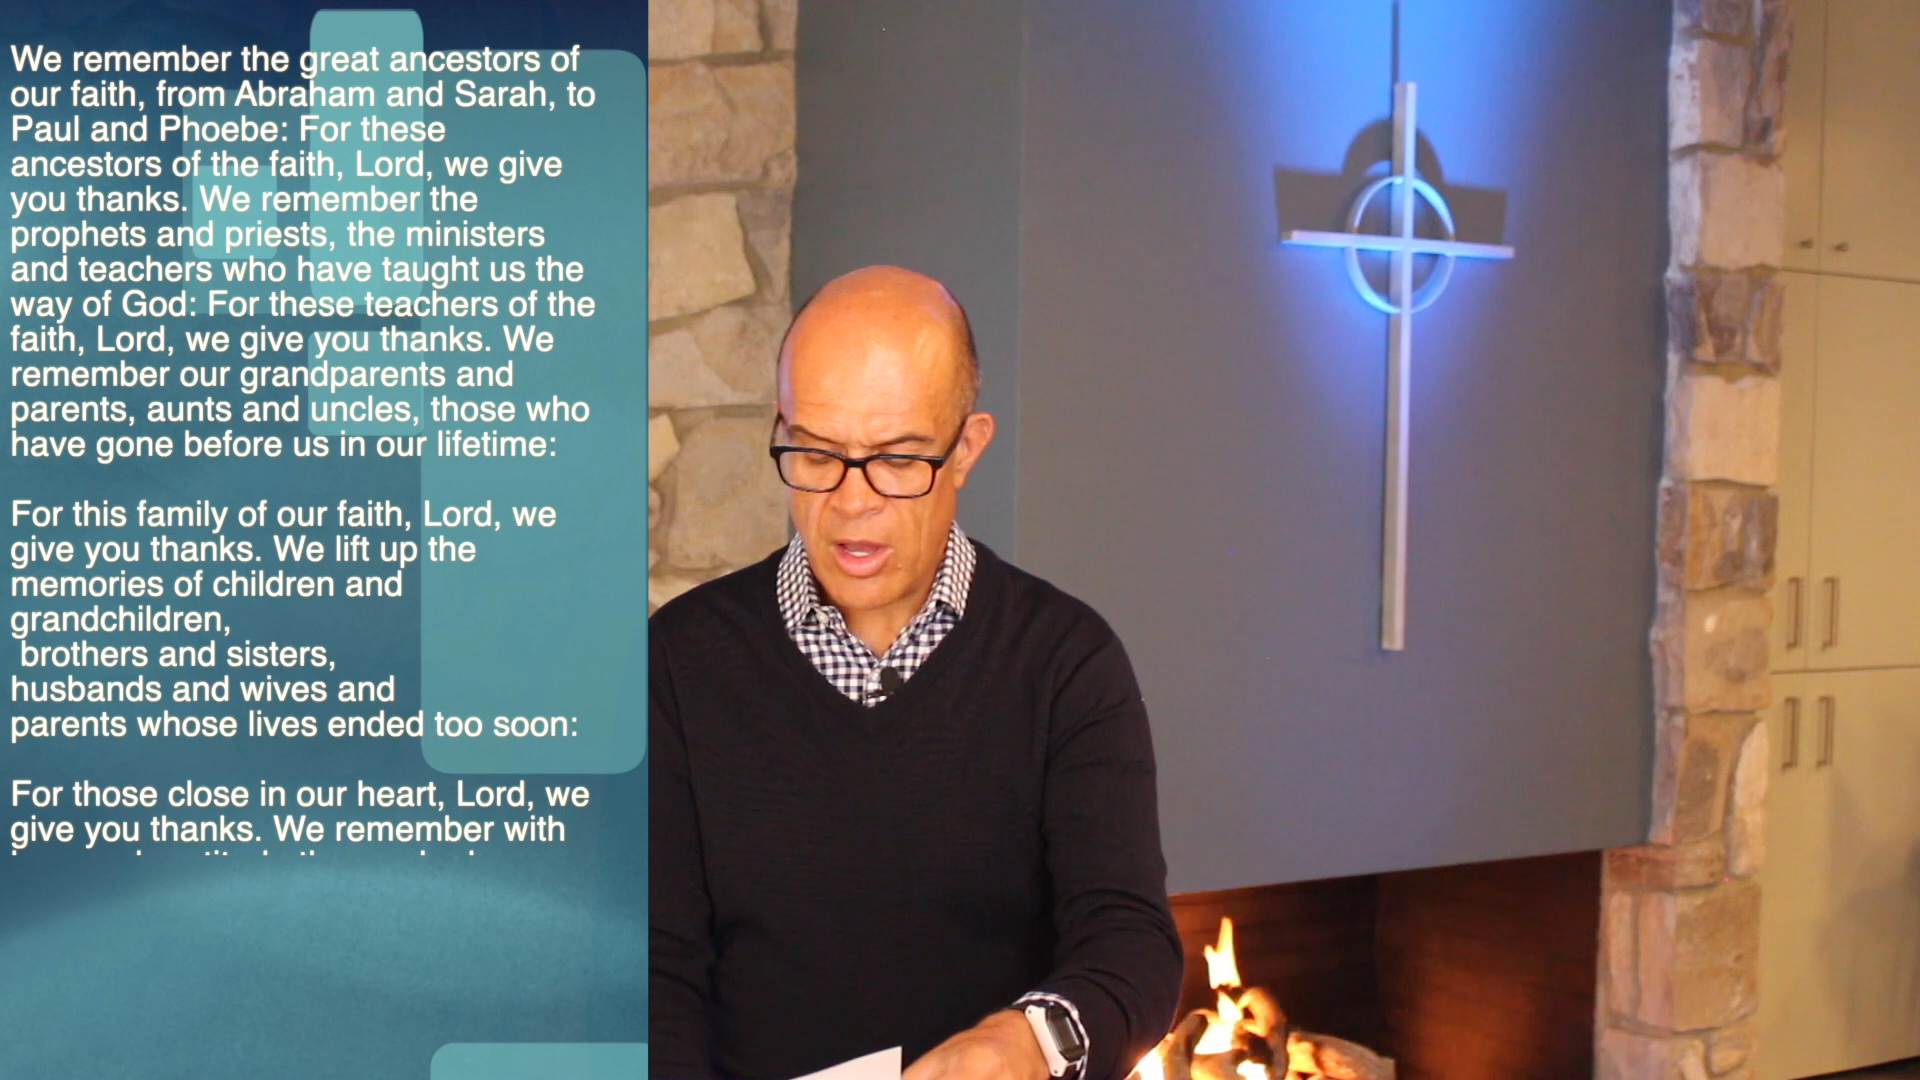 We remember the great ancestors of
our faith, from Abraham and Sarah, to
Paul and Phoebe: For these
ancestors of the faith, Lord, we give
you thanks. We remember the
prophets and priests, the ministers
and teachers who have taught us the
way of God: For these teachers of the
faith, Lord, we give you thanks. We
remember our grandparents and
parents, aunts and uncles, those who
have gone before us in our lifetime:
For this family of our faith, Lord, we
give you thanks. We lift up the
memories of children and
grandchildren,
brothers and sisters,
husbands and wives and
parents whose lives ended too soon:
For those close in our heart, Lord, we
give you thanks. We remember with